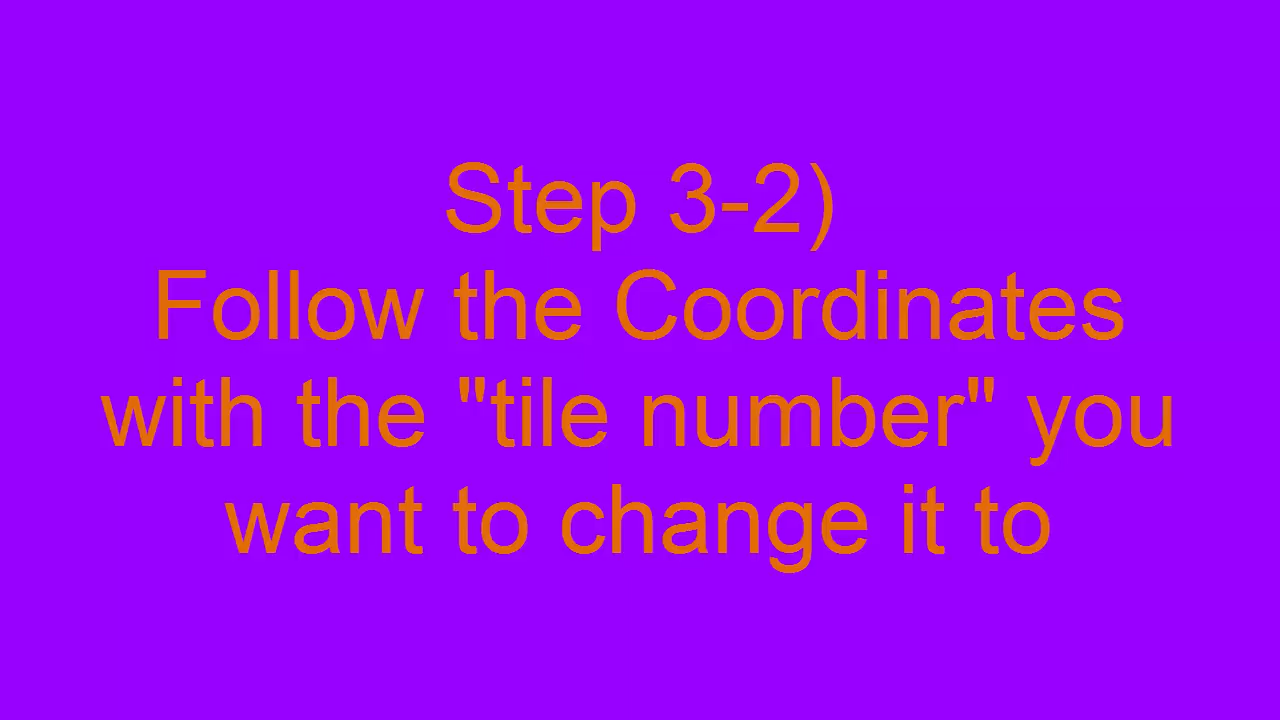 Step 3-2)
Follow the Coordinates
with the "tile number" you
want to change it to